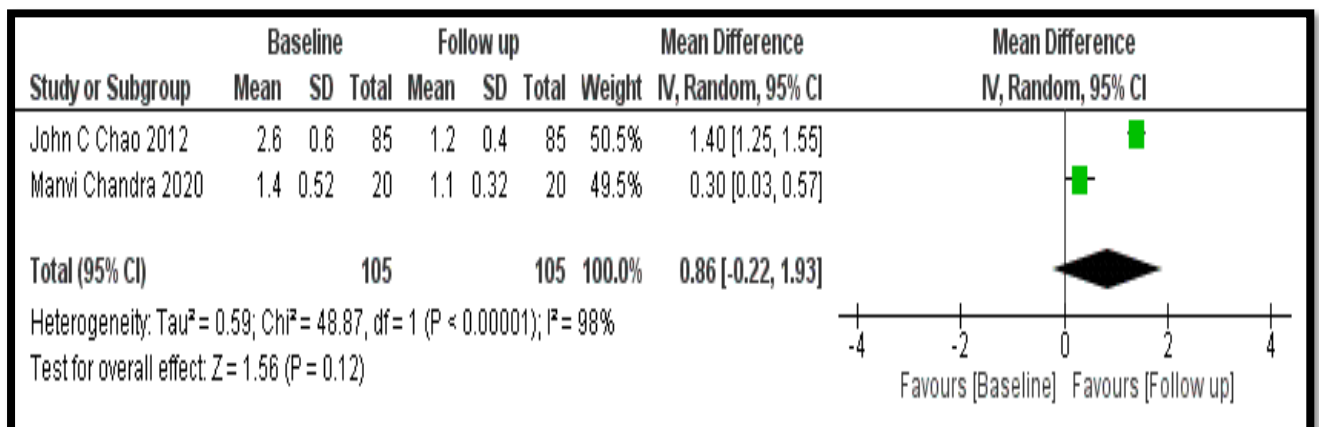 Baseline Follow up Mean Difference Mean Difference
Study or Subgroup Mean SD Total Mean SD Total Weight IV, Random, 95% CI IV, Random, 95% CI
John C Chao 2012 2.6 0.6 85 1.2 0.4 85 50.5% 1.40 [1.25, 1.55]
Manvi Chandra 2020 1.4 0.52 20 1.1 0.32 20 49.5% 0.30 [0.03, 0.57]
Total (95% CI) 105 105 100.0% 0.86 [-0.22, 1.93]
Heterogeneity: Tau² = 0.59; Chi² = 48.87, df = 1 (P < 0.00001); I² = 98%
Test for overall effect: Z = 1.56 (P = 0.12)
-4 -2 0 2 4
Favours [Baseline] Favours [Follow up]